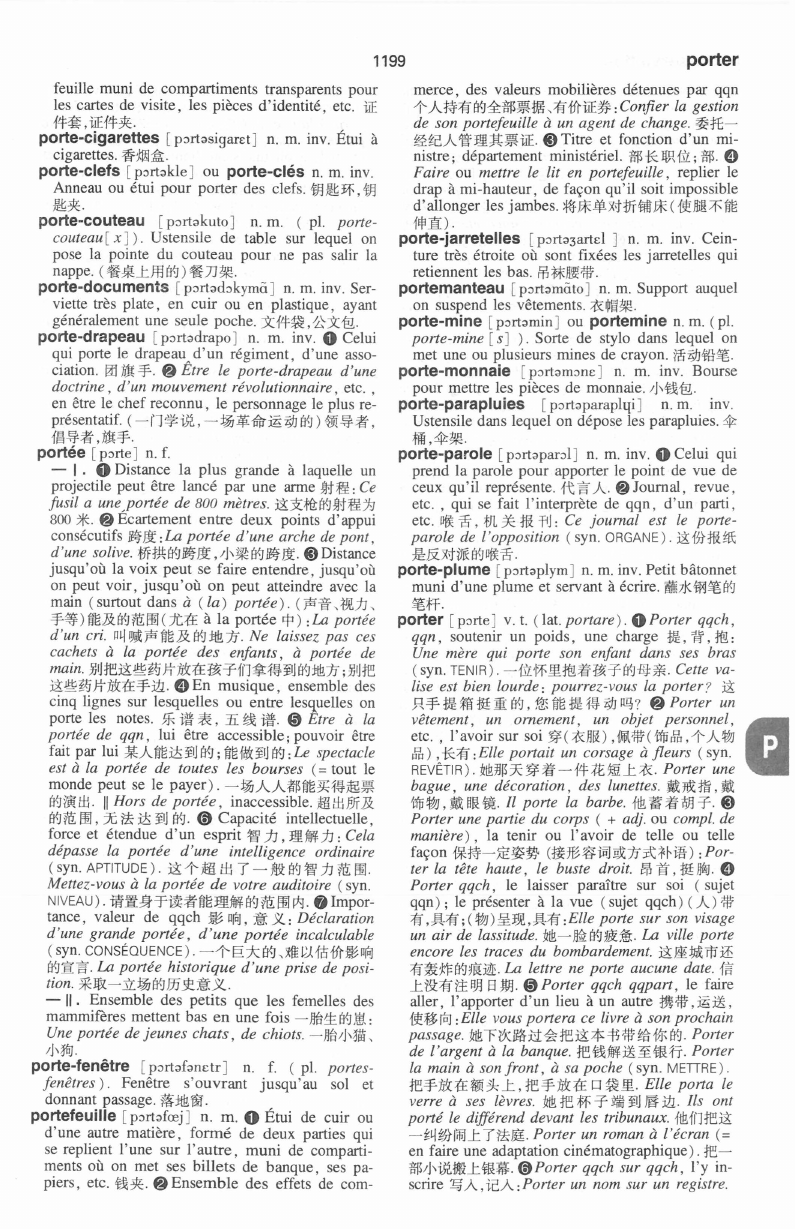 1199
porter
feuille muni de compartiments transparents pour
les cartes de visite, les pièces d'identité, etc. 证
件套,证件夹.
porte-cigarettes [pɔrtəsigarɛt] n. m. inv. Étui à
cigarettes. 香烟盒.
porte-clefs [pɔrtəkle] ou porte-clés n. m. inv.
Anneau ou étui pour porter des clefs. 钥匙环,钥
匙夹.
porte-couteau [pɔrtəkuto] n. m. ( pl. porte-
couteau[x]). Ustensile de table sur lequel on
pose la pointe du couteau pour ne pas salir la
nappe. (餐桌上用的)餐刀架.
porte-documents [pɔrtədɔkymɑ̃] n. m. inv. Ser-
viette très plate, en cuir ou en plastique, ayant
généralement une seule poche. 文件袋,公文包.
porte-drapeau [pɔrtədrapo] n. m. inv. ❶ Celui
qui porte le drapeau d'un régiment, d'une asso-
ciation. 团旗手. ❷ Être le porte-drapeau d'une
doctrine, d'un mouvement révolutionnaire, etc.,
en être le chef reconnu, le personnage le plus re-
présentatif. (一门学说,一场革命运动的)领导者,
倡导者,旗手.
portée [pɔrte] n. f.
— I. ❶ Distance la plus grande à laquelle un
projectile peut être lancé par une arme 射程:Ce
fusil a une portée de 800 mètres. 这支枪的射程为
800 米. ❷ Écartement entre deux points d'appui
consécutifs 跨度:La portée d'une arche de pont,
d'une solive. 桥拱的跨度,小梁的跨度. ❸ Distance
jusqu'où la voix peut se faire entendre, jusqu'où
on peut voir, jusqu'où on peut atteindre avec la
main (surtout dans à (la) portée). (声音、视力、
手等)能及的范围(尤在 à la portée 中):La portée
d'un cri. 叫喊声能及的地方. Ne laissez pas ces
cachets à la portée des enfants, à portée de
main. 别把这些药片放在孩子们拿得到的地方;别把
这些药片放在手边. ❹ En musique, ensemble des
cinq lignes sur lesquelles ou entre lesquelles on
porte les notes. 乐谱表,五线谱. ❺ Être à la
portée de qqn, lui être accessible; pouvoir être
fait par lui 某人能达到的;能做到的:Le spectacle
est à la portée de toutes les bourses (= tout le
monde peut se le payer). 一场人人都能买得起票
的演出. ‖ Hors de portée, inaccessible. 超出所及
的范围,无法达到的. ❻ Capacité intellectuelle,
force et étendue d'un esprit 智力,理解力: Cela
dépasse la portée d'une intelligence ordinaire
(syn. APTITUDE). 这个超出了一般的智力范围.
Mettez-vous à la portée de votre auditoire (syn.
NIVEAU). 请置身于读者能理解的范围内. ❼ Impor-
tance, valeur de qqch 影响,意义: Déclaration
d'une grande portée, d'une portée incalculable
(syn. CONSÉQUENCE). 一个巨大的、难以估价影响
的宣言. La portée historique d'une prise de posi-
tion. 采取一立场的历史意义.
— II. Ensemble des petits que les femelles des
mammifères mettent bas en une fois 一胎生的崽:
Une portée de jeunes chats, de chiots. 一胎小猫、
小狗.
porte-fenêtre [pɔrtəfənɛtr] n. f. ( pl. portes-
fenêtres). Fenêtre s'ouvrant jusqu'au sol et
donnant passage. 落地窗.
portefeuille [pɔrtəfœj] n. m. ❶ Étui de cuir ou
d'une autre matière, formé de deux parties qui
se replient l'une sur l'autre, muni de comparti-
ments où on met ses billets de banque, ses pa-
piers, etc. 钱夹. ❷ Ensemble des effets de com-
merce, des valeurs mobilières détenues par qqn
个人持有的全部票据、有价证券:Confier la gestion
de son portefeuille à un agent de change. 委托一
经纪人管理其票证. ❸ Titre et fonction d'un mi-
nistre; département ministériel. 部长职位;部. ❹
Faire ou mettre le lit en portefeuille, replier le
drap à mi-hauteur, de façon qu'il soit impossible
d'allonger les jambes. 将床单对折铺床(使腿不能
伸直).
porte-jarretelles [pɔrtəʒartɛl] n. m. inv. Cein-
ture très étroite où sont fixées les jarretelles qui
retiennent les bas. 吊袜腰带.
portemanteau [pɔrtəmɑ̃to] n. m. Support auquel
on suspend les vêtements. 衣帽架.
porte-mine [pɔrtəmin] ou portemine n. m. (pl.
porte-mine [s] ). Sorte de stylo dans lequel on
met une ou plusieurs mines de crayon. 活动铅笔.
porte-monnaie [pɔrtəmɔnɛ] n. m. inv. Bourse
pour mettre les pièces de monnaie. 小钱包.
porte-parapluies [pɔrtəparaplɥi] n. m. inv.
Ustensile dans lequel on dépose les parapluies. 伞
桶,伞架.
porte-parole [pɔrtəparɔl] n. m. inv. ❶ Celui qui
prend la parole pour apporter le point de vue de
ceux qu'il représente. 代言人. ❷ Journal, revue,
etc., qui se fait l'interprète de qqn, d'un parti,
etc. 喉舌,机关报刊: Ce journal est le porte-
parole de l'opposition (syn. ORGANE). 这份报纸
是反对派的喉舌.
porte-plume [pɔrtəplym] n. m. inv. Petit bâtonnet
muni d'une plume et servant à écrire. 蘸水钢笔的
笔杆.
porter [pɔrte] v. t. (lat. portare). ❶ Porter qqch,
qqn, soutenir un poids, une charge 提,背,抱:
Une mère qui porte son enfant dans ses bras
(syn. TENIR). 一位怀里抱着孩子的母亲. Cette va-
lise est bien lourde: pourrez-vous la porter? 这
只手提箱挺重的,您能提得动吗? ❷ Porter un
vêtement, un ornement, un objet personnel,
etc., l'avoir sur soi 穿(衣服),佩带(饰品,个人物
品),长有:Elle portait un corsage à fleurs (syn.
REVÊTIR). 她那天穿着一件花短上衣. Porter une
bague, une décoration, des lunettes. 戴戒指,戴
饰物,戴眼镜. Il porte la barbe. 他蓄着胡子. ❸
Porter une partie du corps ( + adj. ou compl. de
manière), la tenir ou l'avoir de telle ou telle
façon 保持一定姿势 (接形容词或方式补语):Por-
ter la tête haute, le buste droit. 昂首,挺胸. ❹
Porter qqch, le laisser paraître sur soi ( sujet
qqn); le présenter à la vue (sujet qqch) (人)带
有,具有;(物)呈现,具有:Elle porte sur son visage
un air de lassitude. 她一脸的疲惫. La ville porte
encore les traces du bombardement. 这座城市还
有轰炸的痕迹. La lettre ne porte aucune date. 信
上没有注明日期. ❺ Porter qqch qqpart, le faire
aller, l'apporter d'un lieu à un autre 携带,运送,
使移向:Elle vous portera ce livre à son prochain
passage. 她下次路过会把这本书带给你的. Porter
de l'argent à la banque. 把钱解送至银行. Porter
la main à son front, à sa poche (syn. METTRE).
把手放在额头上,把手放在口袋里. Elle porta le
verre à ses lèvres. 她把杯子端到唇边. Ils ont
porté le différend devant les tribunaux. 他们把这
一纠纷闹上了法庭. Porter un roman à l'écran (=
en faire une adaptation cinématographique). 把一
部小说搬上银幕. ❻ Porter qqch sur qqch, l'y in-
scrire 写入,记入:Porter un nom sur un registre.
P